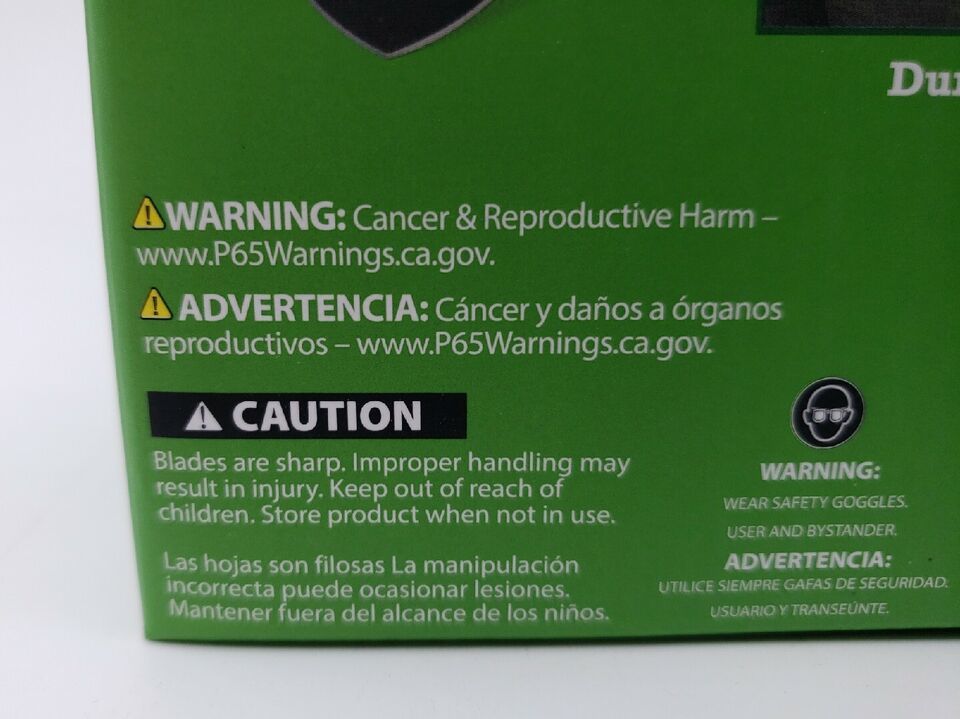 WARNING: Cancer & Reproductive Harm –
www.P65Warnings.ca.gov.
ADVERTENCIA: Cáncer y daños a órganos
reproductivos – www.P65Warnings.ca.gov.
CAUTION
Blades are sharp. Improper handling may
result in injury. Keep out of reach of
children. Store product when not in use.
Las hojas son filosas La manipulación
incorrecta puede ocasionar lesiones.
Mantener fuera del alcance de los niños.
WARNING:
WEAR SAFETY GOGGLES.
USER AND BYSTANDER.
ADVERTENCIA:
UTILICE SIEMPRE GAFAS DE SEGURIDAD.
USUARIO Y TRANSEÚNTE.